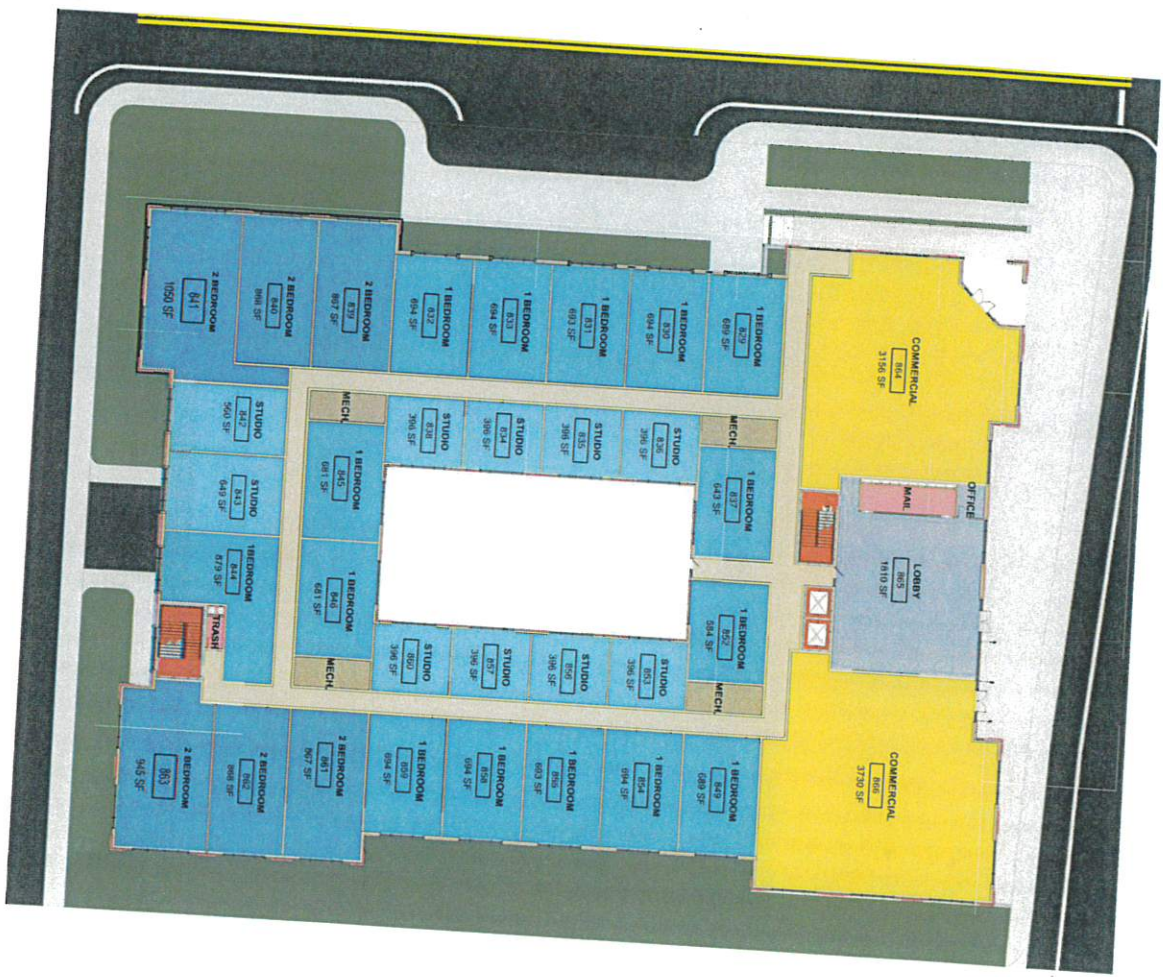 2 BEDROOM
841
1050 SF
2 BEDROOM
840
868 SF
2 BEDROOM
839
867 SF
1 BEDROOM
832
694 SF
1 BEDROOM
833
694 SF
1 BEDROOM
831
693 SF
1 BEDROOM
830
694 SF
1 BEDROOM
829
689 SF
COMMERCIAL
864
3156 SF
STUDIO
842
560 SF
MECH.
STUDIO
838
396 SF
STUDIO
834
396 SF
STUDIO
835
396 SF
STUDIO
836
396 SF
MECH.
STUDIO
843
649 SF
1 BEDROOM
845
681 SF
1 BEDROOM
837
643 SF
MAIL
OFFICE
1BEDROOM
844
879 SF
1 BEDROOM
846
681 SF
1 BEDROOM
852
584 SF
LOBBY
865
1810 SF
TRASH
MECH.
STUDIO
860
396 SF
STUDIO
857
396 SF
STUDIO
856
396 SF
STUDIO
853
396 SF
MECH.
2 BEDROOM
863
945 SF
2 BEDROOM
862
868 SF
2 BEDROOM
861
867 SF
1 BEDROOM
859
694 SF
1 BEDROOM
858
694 SF
1 BEDROOM
855
693 SF
1 BEDROOM
854
694 SF
1 BEDROOM
849
689 SF
COMMERCIAL
866
3730 SF